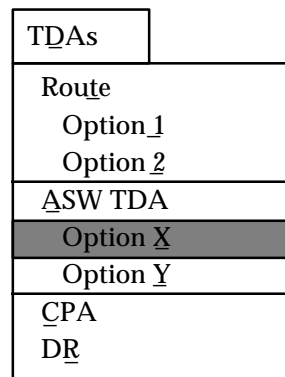 TDAs
Route
Option 1
Option 2
ASW TDA
Option X
Option Y
CPA
DR